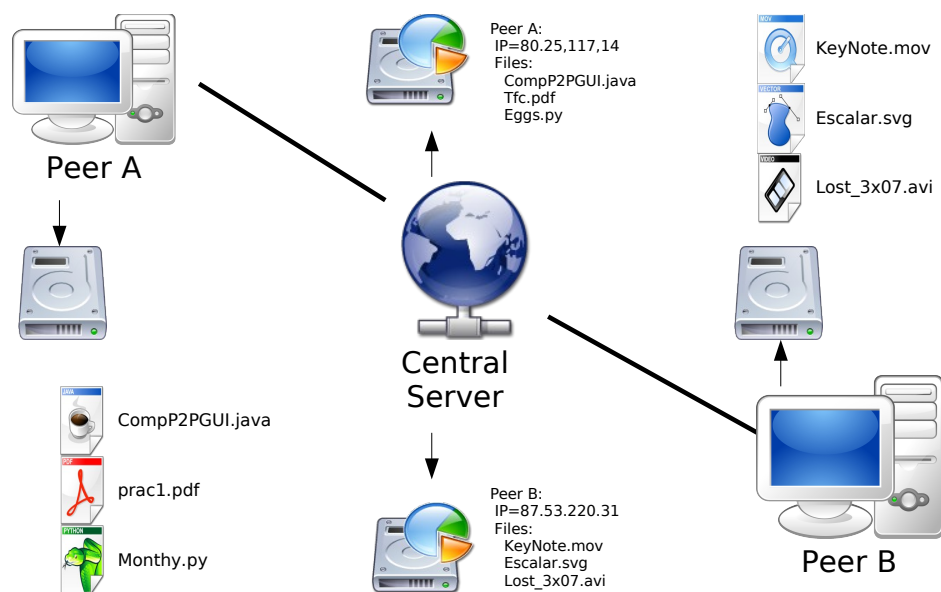 Peer A
Peer A:
IP=80.25,117,14
Files:
CompP2PGUI.java
Tfc.pdf
Eggs.py
MOV
KeyNote.mov
VECTOR
Escalar.svg
VIDEO
Lost_3x07.avi
Central
Server
JAVA
CompP2PGUI.java
PDF
prac1.pdf
PYTHON
Monthy.py
Peer B:
IP=87.53.220.31
Files:
KeyNote.mov
Escalar.svg
Lost_3x07.avi
Peer B